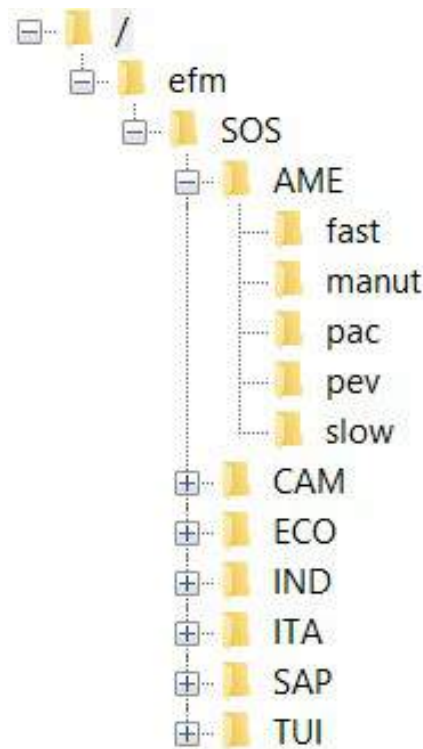 /
efm
SOS
AME
fast
manut
pac
pev
slow
CAM
ECO
IND
ITA
SAP
TUI